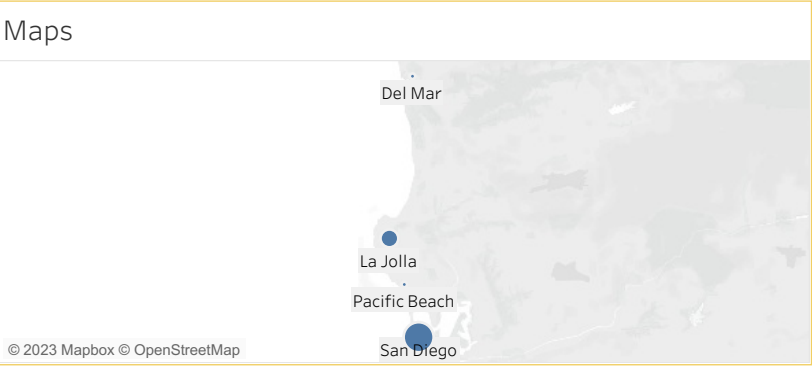 Maps
Del Mar
La Jolla
Pacific Beach
San Diego
© 2023 Mapbox © OpenStreetMap